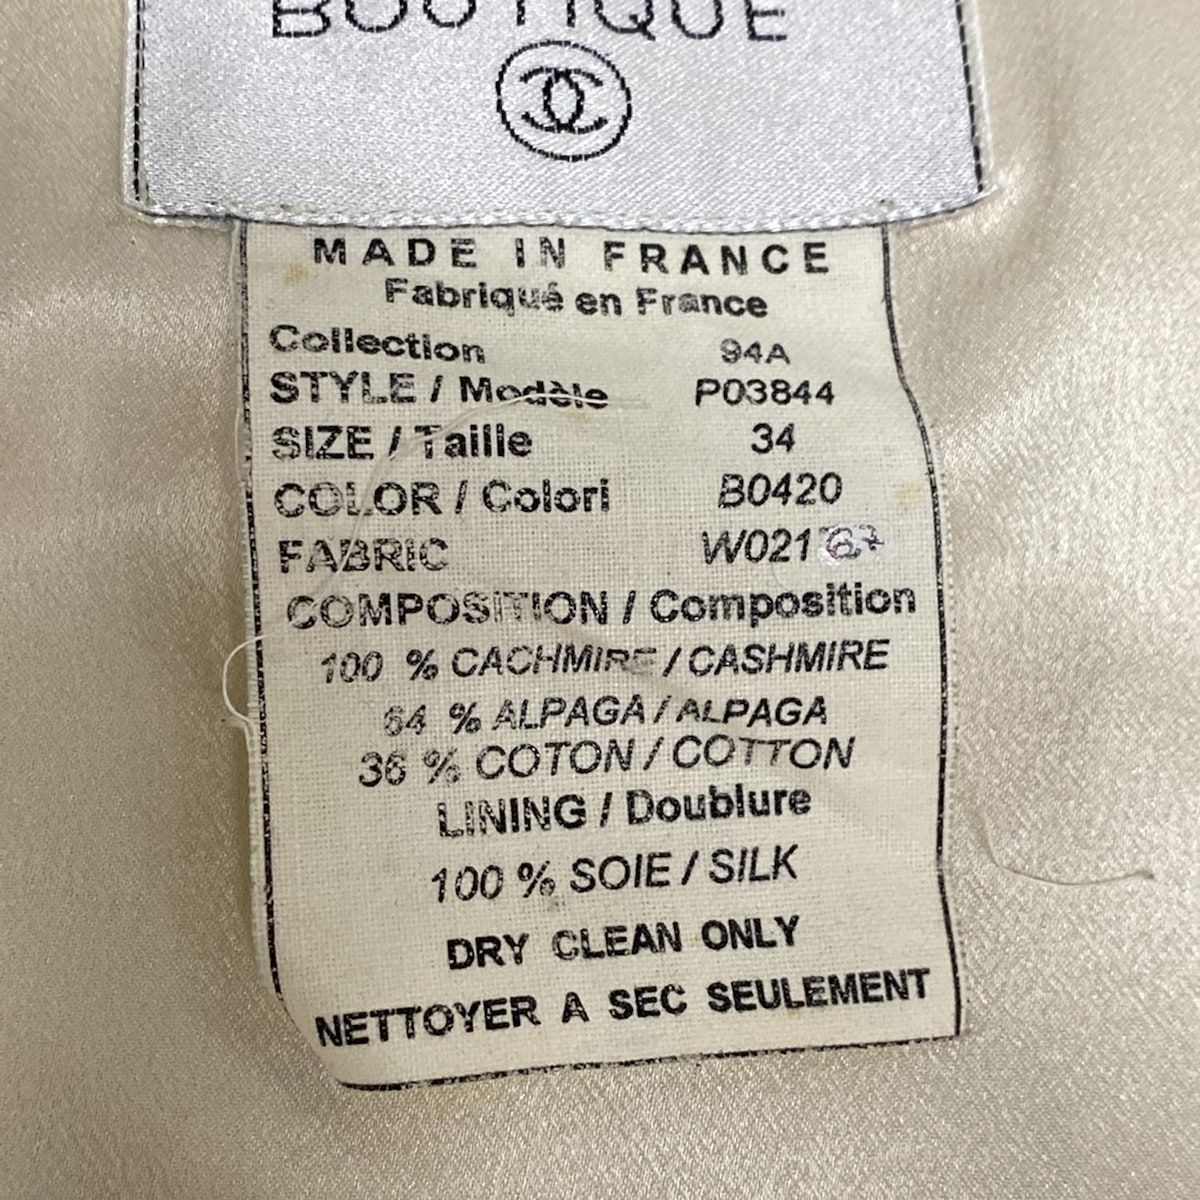 BOUTIQUE
MADE IN FRANCE
Fabriqué en France
Collection 94A
STYLE / Modèle P03844
SIZE / Taille 34
COLOR / Colori B0420
FABRIC W021
COMPOSITION / Composition
100 % CACHMIRE / CASHMIRE
64 % ALPAGA / ALPAGA
36 % COTON / COTTON
LINING / Doublure
100 % SOIE / SILK
DRY CLEAN ONLY
NETTOYER A SEC SEULEMENT